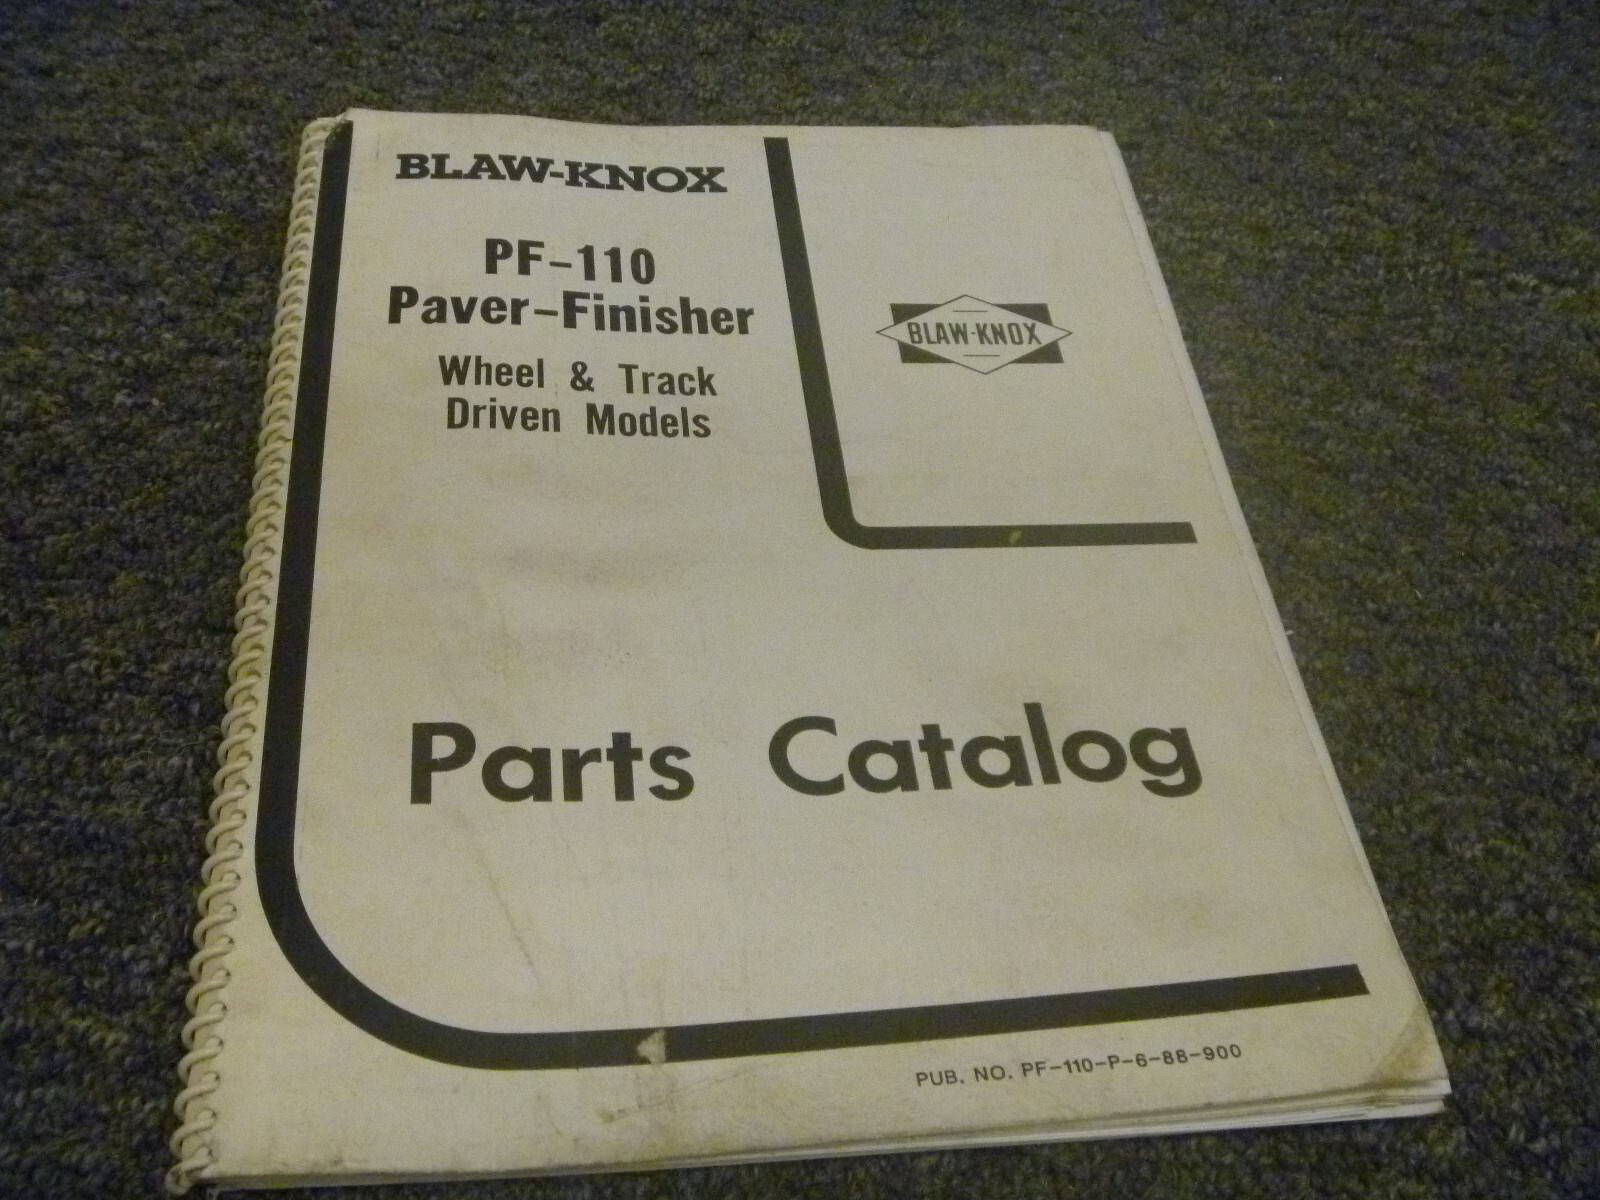 BLAW-KNOX
PF-110
Paver-Finisher
Wheel & Track
Driven Models
BLAW-KNOX
Parts Catalog
PUB. NO. PF-110-P-6-88-900